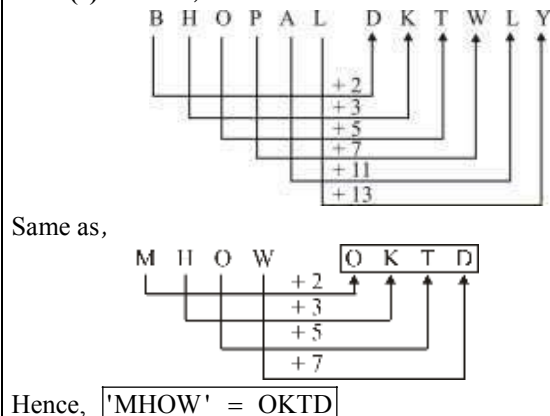 B H O P A L D K T W L Y
+ 2
+ 3
+ 5
+ 7
+ 11
+ 13
Same as,
M H O W O K T D
+ 2
+ 3
+ 5
+ 7
Hence, 'MHOW' = OKTD